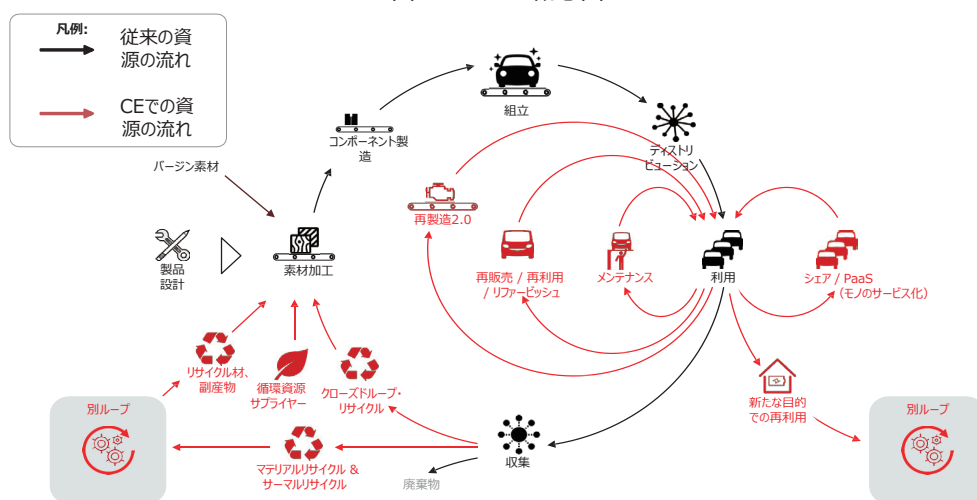 凡例:
従来の資
源の流れ
CEでの資
源の流れ
組立
コンポーネント製
造
ディストリ
ビューション
バージン素材
再製造2.0
製品
設計
素材加工
再販売 / 再利用
/ リファービッシュ
メンテナンス
利用
シェア / PaaS
（モノのサービス化）
リサイクル材、
副産物
循環資源
サプライヤー
クローズドループ・
リサイクル
新たな目的
での再利用
別ループ
別ループ
マテリアルリサイクル &
サーマルリサイクル
収集
廃棄物